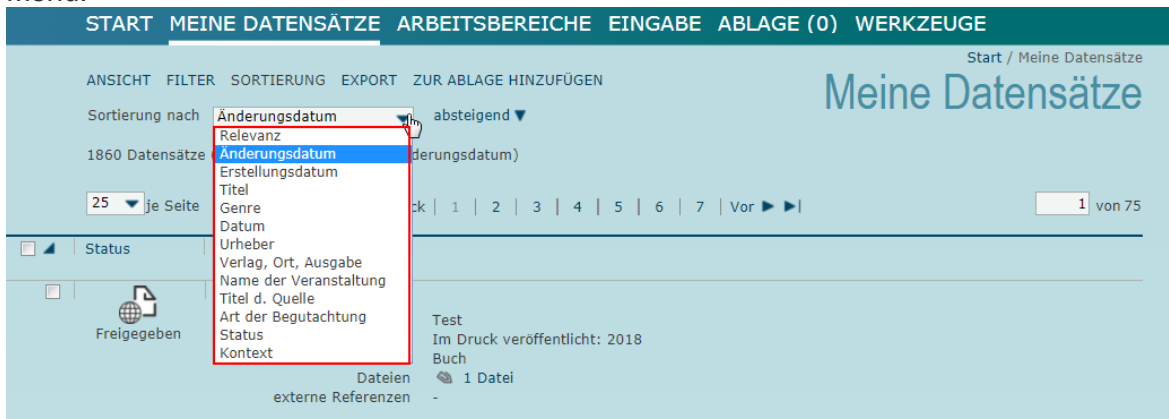 START MEINE DATENSÄTZE ARBEITSBEREICHE EINGABE ABLAGE (0) WERKZEUGE
Start / Meine Datensätze
Meine Datensätze
ANSICHT FILTER SORTIERUNG EXPORT ZUR ABLAGE HINZUFÜGEN
Sortierung nach Änderungsdatum absteigend
Relevanz
Änderungsdatum
Erstellungsdatum
Titel
Genre
Datum
Urheber
Verlag, Ort, Ausgabe
Name der Veranstaltung
Titel d. Quelle
Art der Begutachtung
Status
Kontext
1860 Datensätze
25 je Seite | 1 | 2 | 3 | 4 | 5 | 6 | 7 | Vor 1 von 75
Status
Freigegeben
Test
Im Druck veröffentlicht: 2018
Buch
Dateien 1 Datei
externe Referenzen -